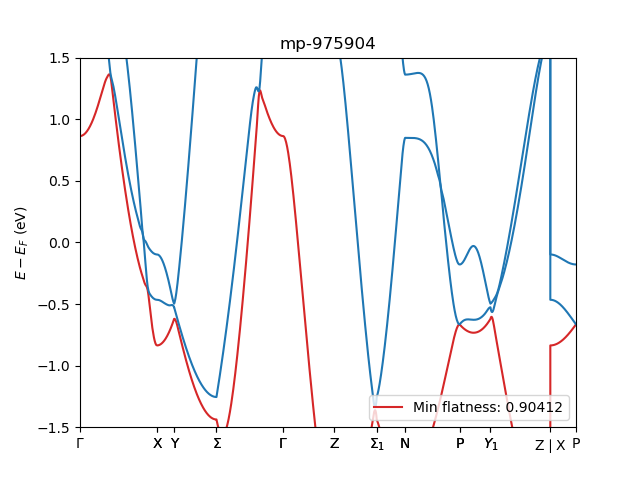 mp-975904
E − E_F (eV)
1.5
1.0
0.5
0.0
−0.5
−1.0
−1.5
Min flatness: 0.90412
Γ X Y Σ Γ Z Σ₁ N P Y₁ Z | X P